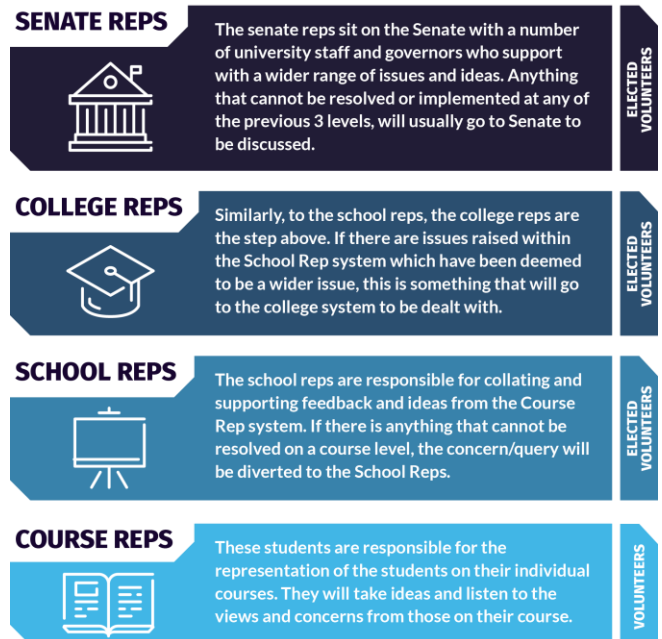 SENATE REPS
The senate reps sit on the Senate with a number
of university staff and governors who support
with a wider range of issues and ideas. Anything
that cannot be resolved or implemented at any of
the previous 3 levels, will usually go to Senate to
be discussed.
ELECTED
VOLUNTEERS
COLLEGE REPS
Similarly, to the school reps, the college reps are
the step above. If there are issues raised within
the School Rep system which have been deemed
to be a wider issue, this is something that will go
to the college system to be dealt with.
ELECTED
VOLUNTEERS
SCHOOL REPS
The school reps are responsible for collating and
supporting feedback and ideas from the Course
Rep system. If there is anything that cannot be
resolved on a course level, the concern/query will
be diverted to the School Reps.
ELECTED
VOLUNTEERS
COURSE REPS
These students are responsible for the
representation of the students on their individual
courses. They will take ideas and listen to the
views and concerns from those on their course.
VOLUNTEERS